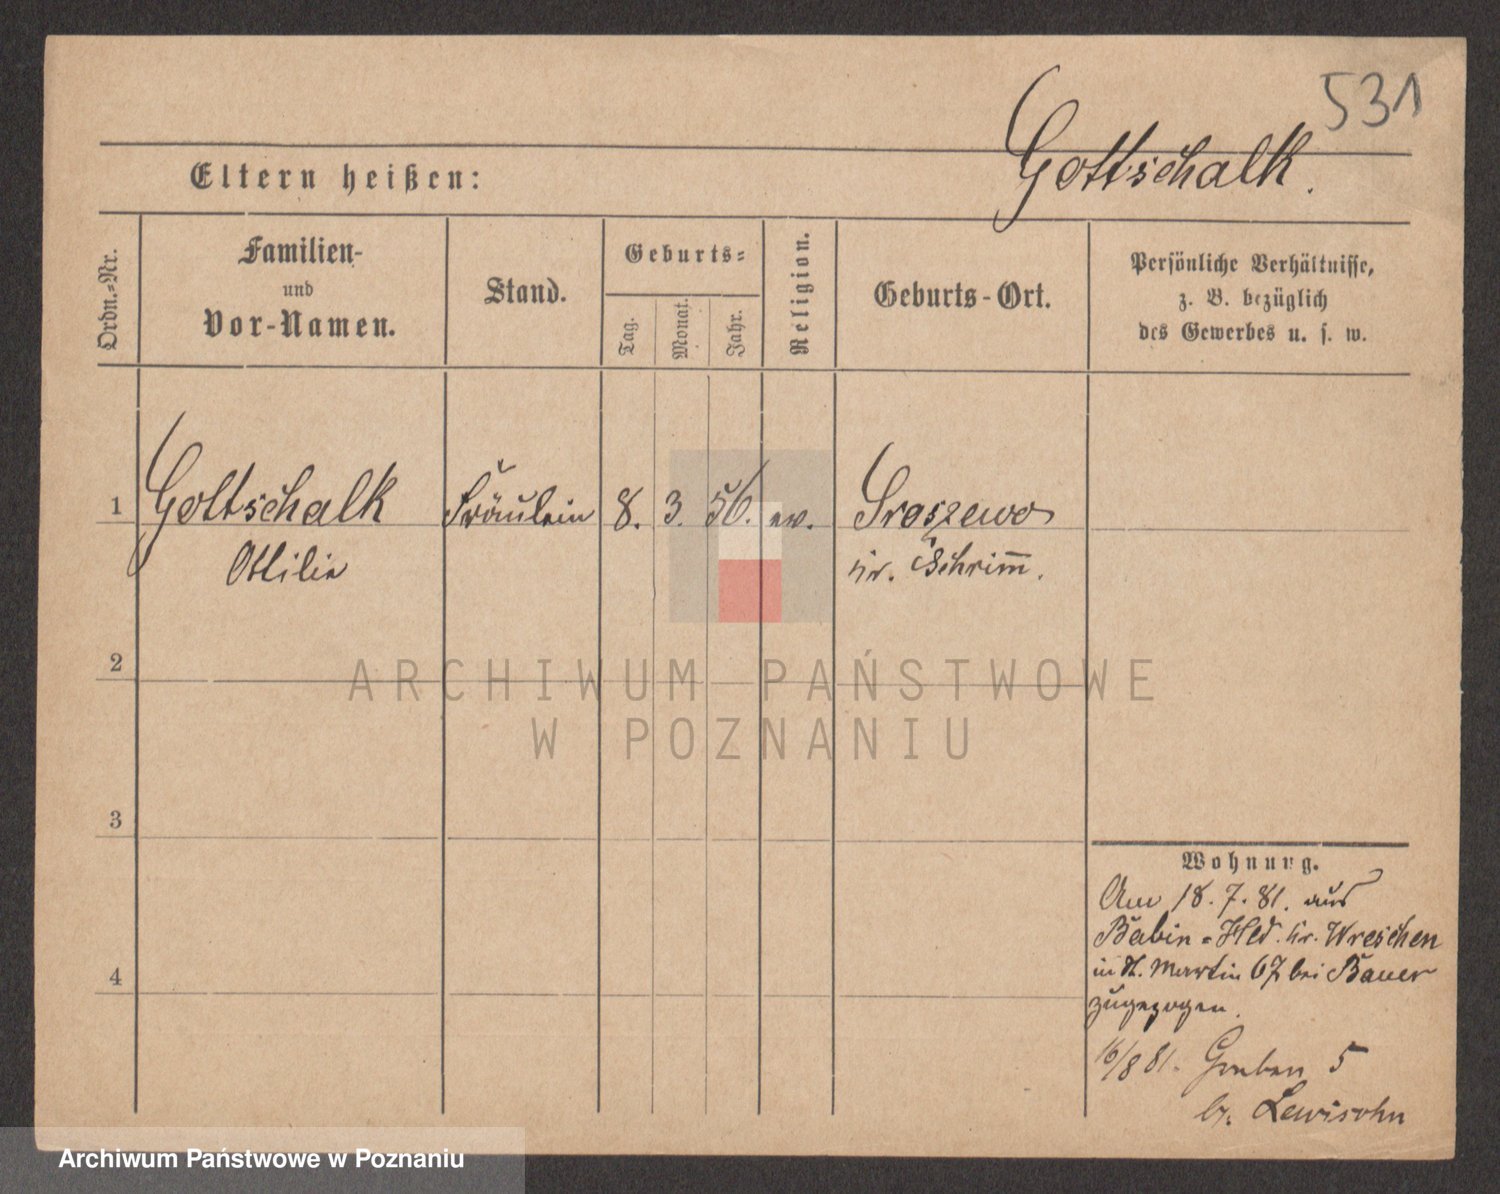 531
Gottschalk.
Eltern heißen:
Ordn.-Nr.
Familien-
und
Vor-Namen.
Stand.
Geburts-
Tag.
Monat.
Jahr.
Religion.
Geburts-Ort.
Persönliche Verhältnisse,
z. B. bezüglich
des Gewerbes u. s. w.
1 Gottschalk Fräulein 8. 3. 56. ev.
Ottilie
Kr. Schrimm.
2
3
4
ARCHIWUM PAŃSTWOWE
W POZNANIU
Wohnung.
Am 18.7.81. aus
Babin-Hld. Kr. Wreschen
in St. Martin 67 bei Bauer
zugezogen.
16/8 81. Graben 5
b. Lewisohn
Archiwum Państwowe w Poznaniu